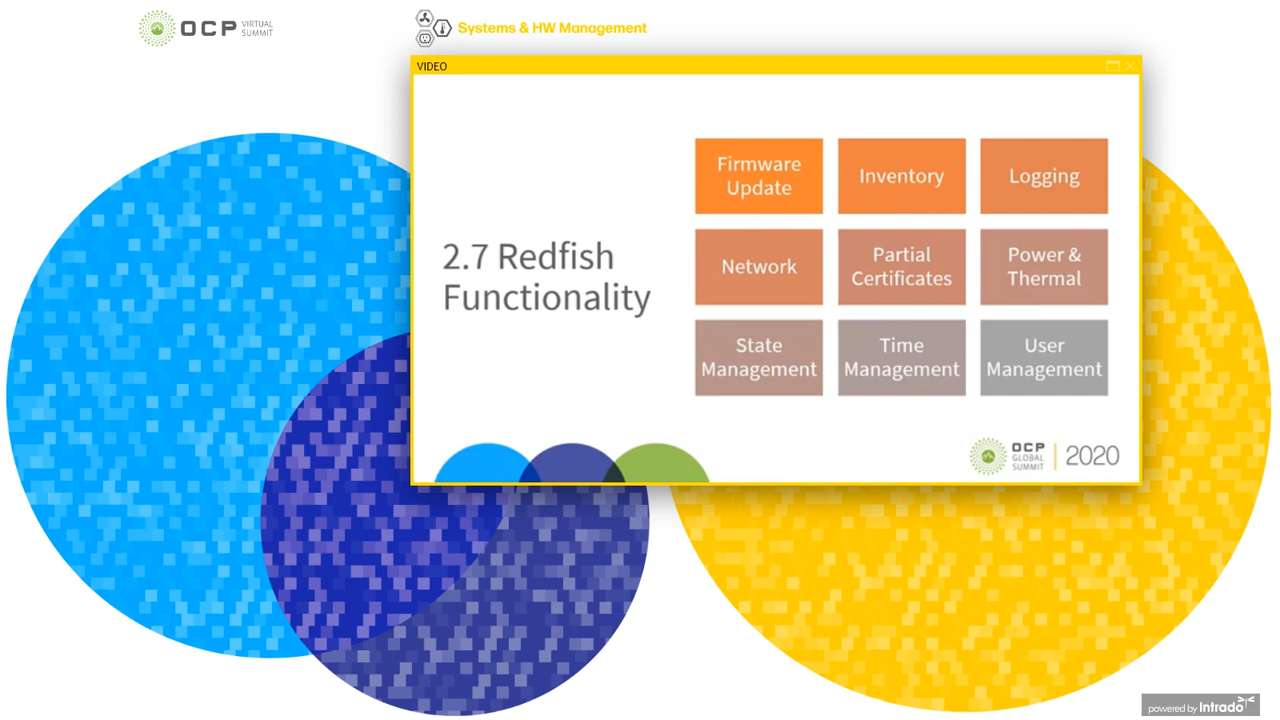 OCP VIRTUAL
SUMMIT
Systems & HW Management
VIDEO
2.7 Redfish
Functionality
Firmware
Update
Inventory
Logging
Network
Partial
Certificates
Power &
Thermal
State
Management
Time
Management
User
Management
OCP
GLOBAL
SUMMIT
2020
powered by Intrado